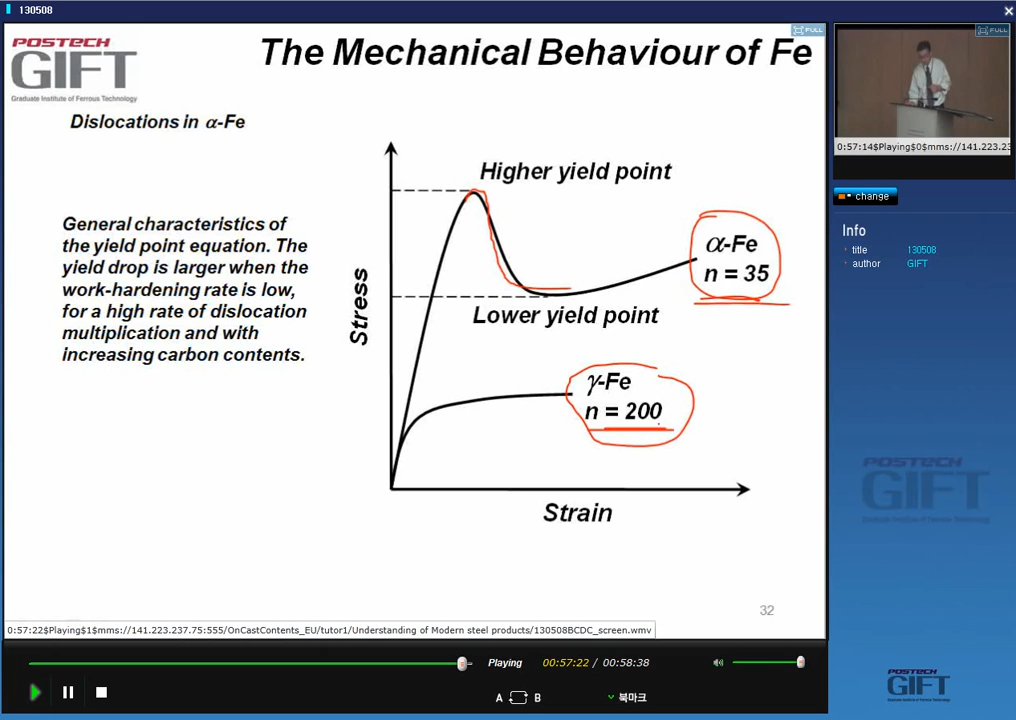 130508
POSTECH
GIFT
Graduate Institute of Ferrous Technology
The Mechanical Behaviour of Fe
FULL
Dislocations in α-Fe
General characteristics of
the yield point equation. The
yield drop is larger when the
work-hardening rate is low,
for a high rate of dislocation
multiplication and with
increasing carbon contents.
Higher yield point
α-Fe
n = 35
Stress
Lower yield point
γ-Fe
n = 200
Strain
32
0:57:22$Playing$1$mms://141.223.237.75:555/OnCastContents_EU/tutor1/Understanding of Modern steel products/130508BCDC_screen.wmv
Playing
00:57:22 / 00:58:38
A B
북마크
FULL
0:57:14$Playing$0$mms://141.223.23
change
Info
title 130508
author GIFT
POSTECH
GIFT
Graduate Institute of Ferrous Technology
POSTECH
GIFT